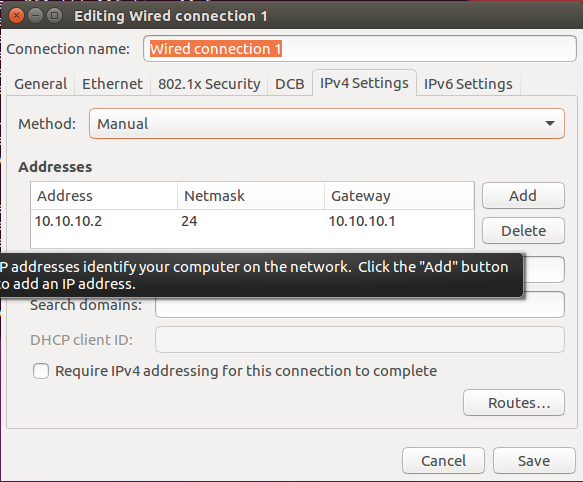 Editing Wired connection 1
Connection name: Wired connection 1
General Ethernet 802.1x Security DCB IPv4 Settings IPv6 Settings
Method: Manual
Addresses
Address Netmask Gateway Add
10.10.10.2 24 10.10.10.1
Delete
P addresses identify your computer on the network. Click the "Add" button
to add an IP address.
Search domains:
DHCP client ID:
Require IPv4 addressing for this connection to complete
Routes...
Cancel Save